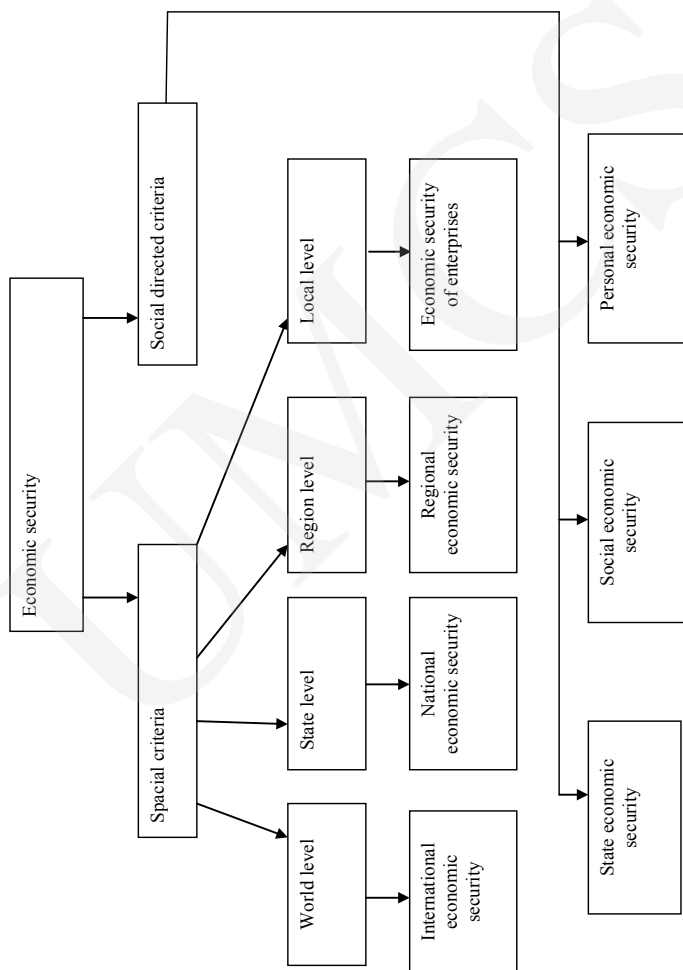 Economic security
Spacial criteria
Social directed criteria
World level
State level
Region level
Local level
International
economic
security
National
economic security
Regional
economic security
Economic security
of enterprises
State economic
security
Social economic
security
Personal economic
security
UMCS